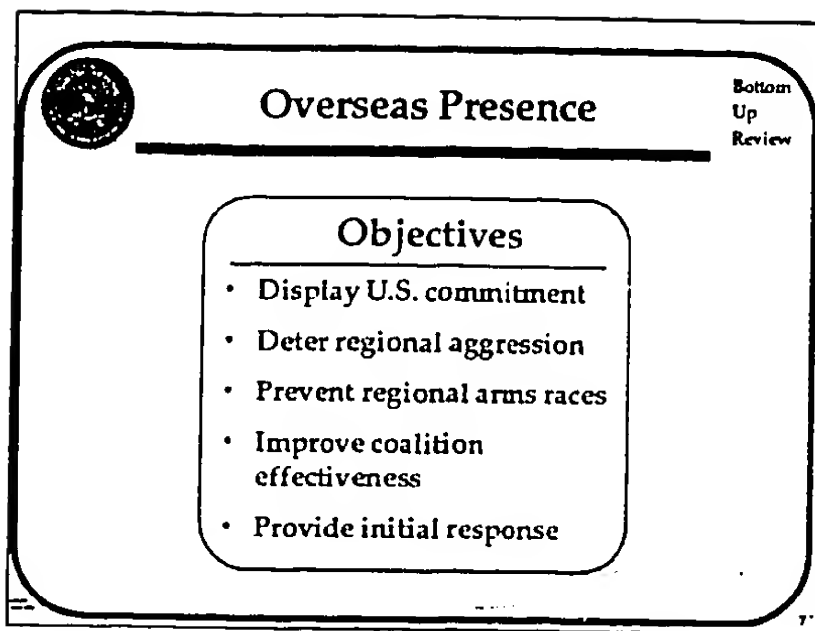 Overseas Presence
Bottom
Up
Review
Objectives
• Display U.S. commitment
• Deter regional aggression
• Prevent regional arms races
• Improve coalition
effectiveness
• Provide initial response